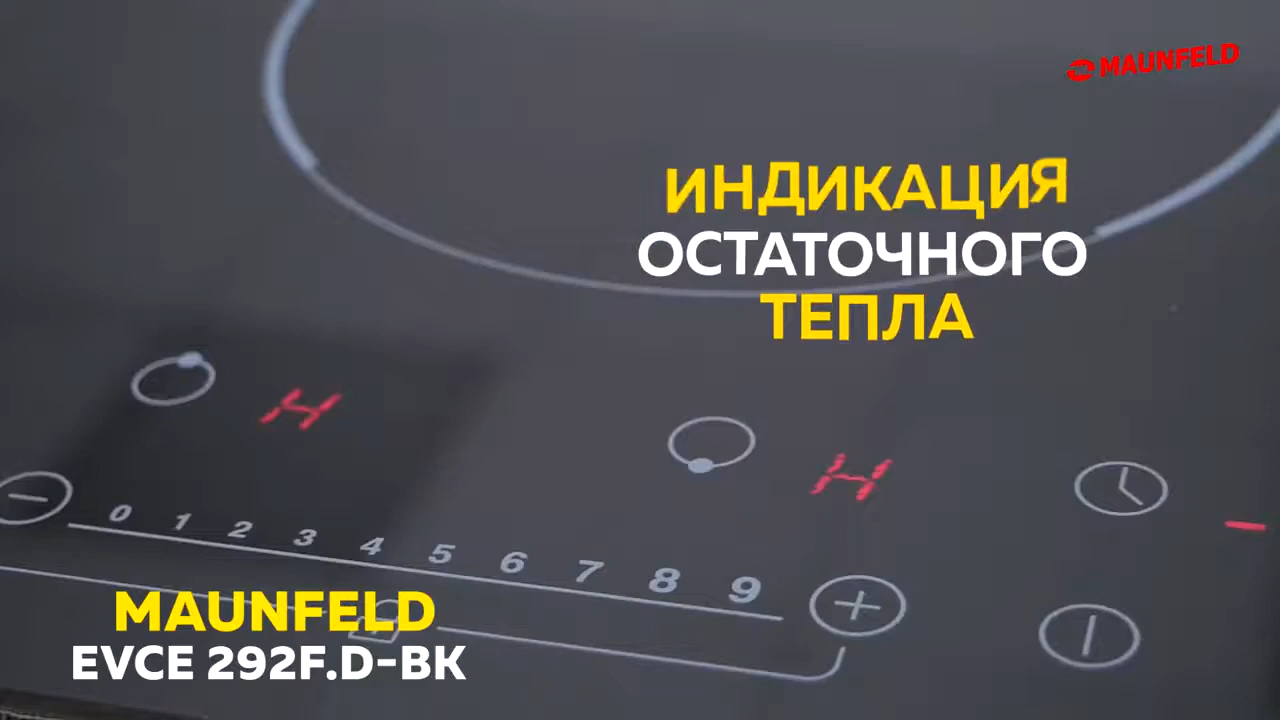 MAUNFELD
ИНДИКАЦИЯ
ОСТАТОЧНОГО
ТЕПЛА
H
H
0 1 2 3 4 5 6 7 8 9
MAUNFELD
EVCE 292F.D-BK